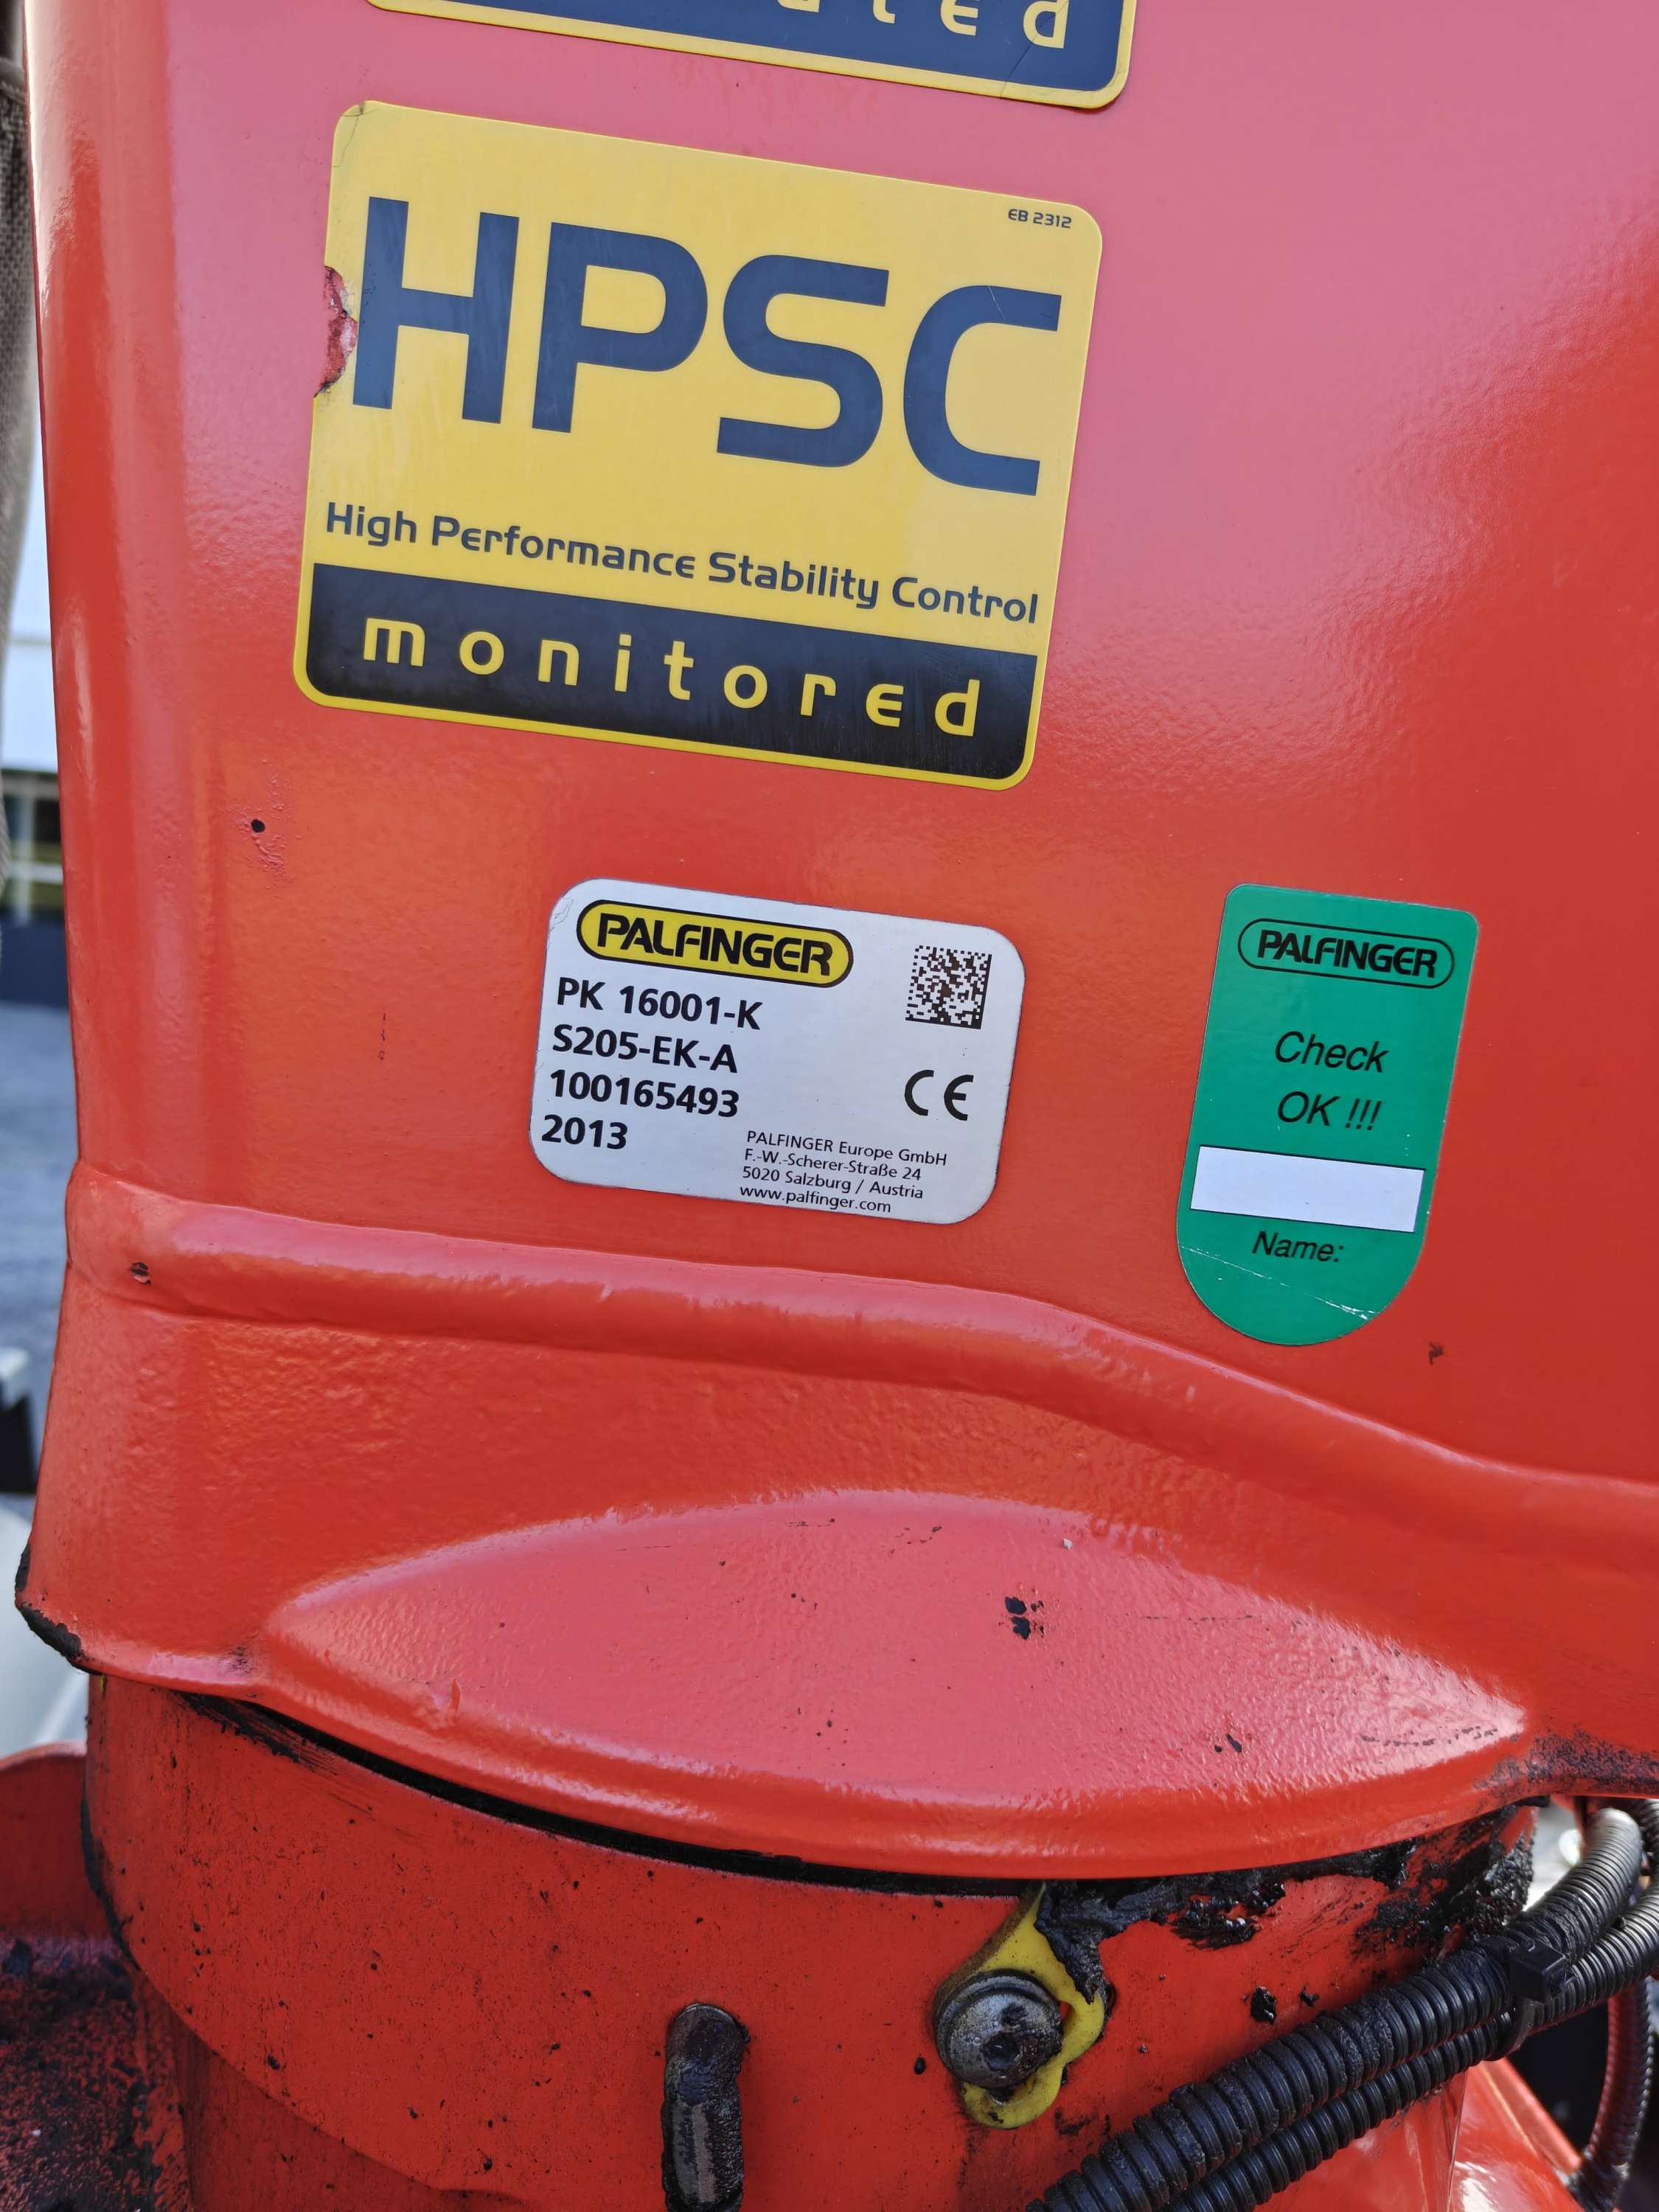 EB 2312
HPSC
High Performance Stability Control
monitored
PALFINGER
PK 16001-K
S205-EK-A
100165493
2013
CE
PALFINGER Europe GmbH
F.-W.-Scherer-Straße 24
5020 Salzburg / Austria
www.palfinger.com
PALFINGER
Check
OK !!!
Name: